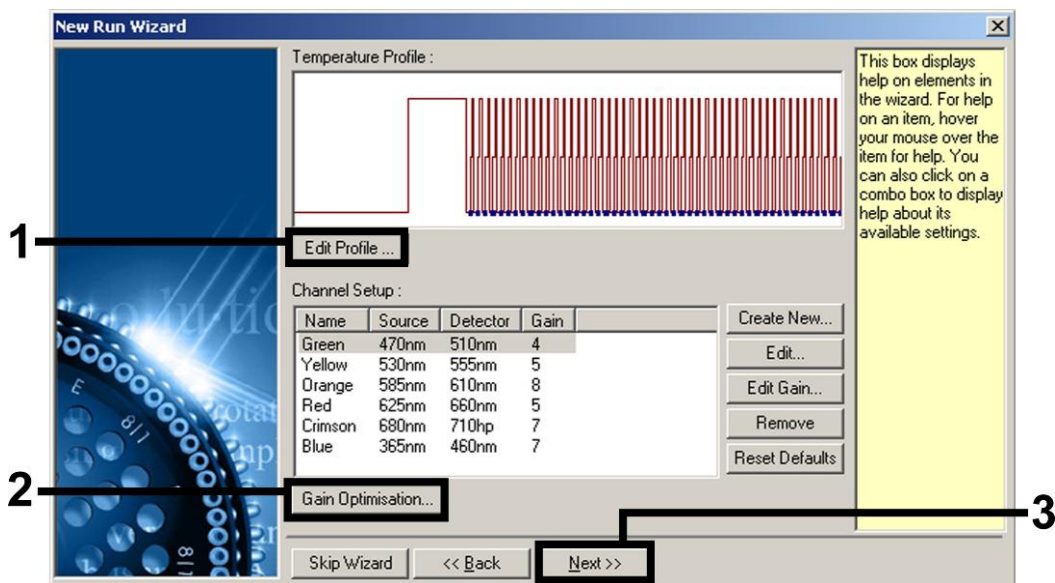 New Run Wizard
Temperature Profile :
This box displays
help on elements in
the wizard. For help
on an item, hover
your mouse over the
item for help. You
can also click on a
combo box to display
help about its
available settings.
1
Edit Profile ...
Channel Setup :
Name Source Detector Gain
Green 470nm 510nm 4
Yellow 530nm 555nm 5
Orange 585nm 610nm 8
Red 625nm 660nm 5
Crimson 680nm 710hp 7
Blue 365nm 460nm 7
Create New...
Edit...
Edit Gain...
Remove
Reset Defaults
2
Gain Optimisation...
3
Skip Wizard
<< Back
Next >>